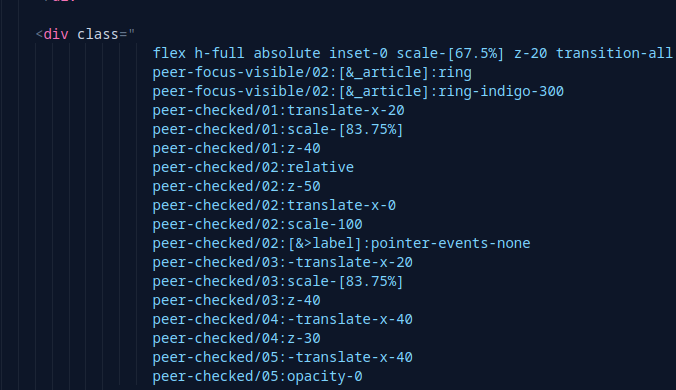 <div class="
flex h-full absolute inset-0 scale-[67.5%] z-20 transition-all
peer-focus-visible/02:[&_article]:ring
peer-focus-visible/02:[&_article]:ring-indigo-300
peer-checked/01:translate-x-20
peer-checked/01:scale-[83.75%]
peer-checked/01:z-40
peer-checked/02:relative
peer-checked/02:z-50
peer-checked/02:translate-x-0
peer-checked/02:scale-100
peer-checked/02:[&>label]:pointer-events-none
peer-checked/03:-translate-x-20
peer-checked/03:scale-[83.75%]
peer-checked/03:z-40
peer-checked/04:-translate-x-40
peer-checked/04:z-30
peer-checked/05:-translate-x-40
peer-checked/05:opacity-0